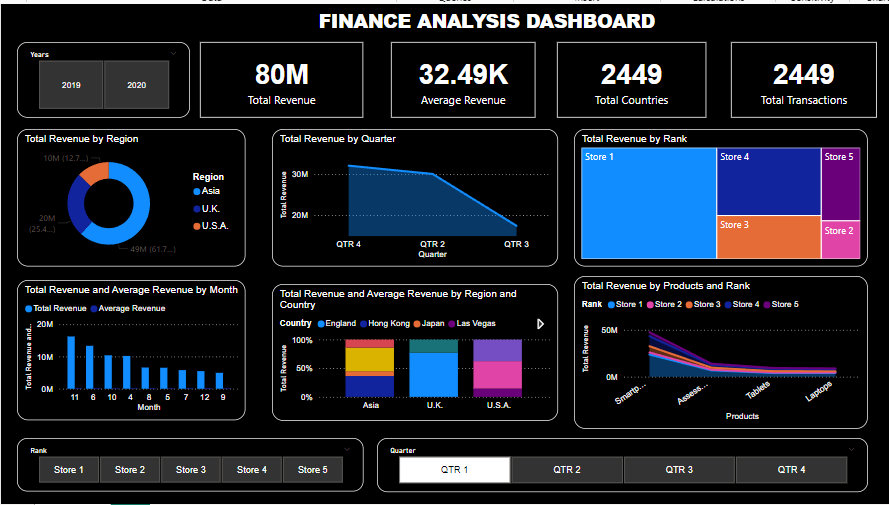 FINANCE ANALYSIS DASHBOARD
Years
2019
2020
80M
Total Revenue
32.49K
Average Revenue
2449
Total Countries
2449
Total Transactions
Total Revenue by Region
10M (12.7...)
20M
(25.4...)
49M (61.7...)
Region
Asia
U.K.
U.S.A.
Total Revenue by Quarter
Total Revenue
30M
20M
QTR 4
QTR 2
QTR 3
Quarter
Total Revenue by Rank
Store 1
Store 4
Store 5
Store 3
Store 2
Total Revenue and Average Revenue by Month
Total Revenue
Average Revenue
Total Revenue and...
20M
10M
0M
11
6
10
4
8
5
7
12
9
Month
Total Revenue and Average Revenue by Region and
Country
Country
England
Hong Kong
Japan
Las Vegas
Total Revenue
100%
50%
0%
Asia
U.K.
U.S.A.
Total Revenue by Products and Rank
Rank
Store 1
Store 2
Store 3
Store 4
Store 5
Total Revenue
50M
0M
Smartp...
Assess...
Tablets
Laptops
Products
Rank
Store 1
Store 2
Store 3
Store 4
Store 5
Quarter
QTR 1
QTR 2
QTR 3
QTR 4